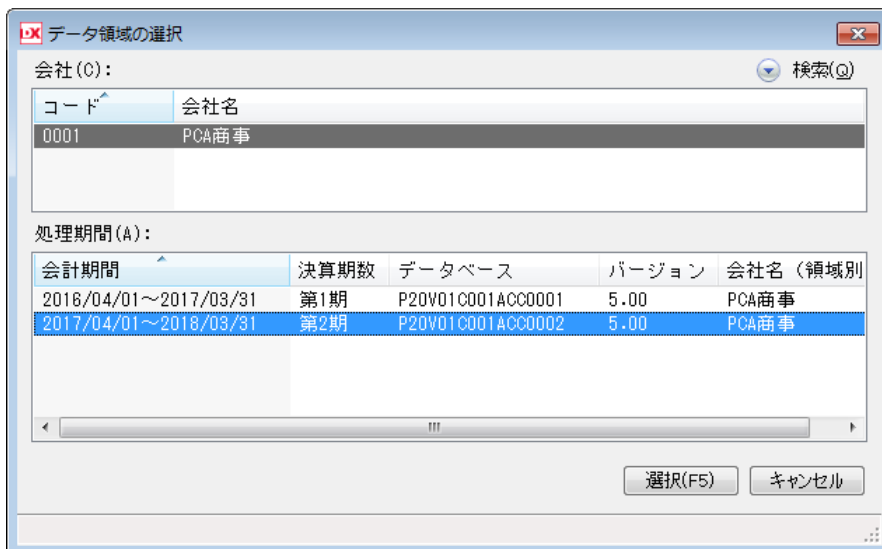 DX データ領域の選択
会社(C): 検索(Q)
コード 会社名
0001 PCA商事
処理期間(A):
会計期間 決算期数 データベース バージョン 会社名 (領域別
2016/04/01～2017/03/31 第1期 P20V01C001ACC0001 5.00 PCA商事
2017/04/01～2018/03/31 第2期 P20V01C001ACC0002 5.00 PCA商事
選択(F5) キャンセル